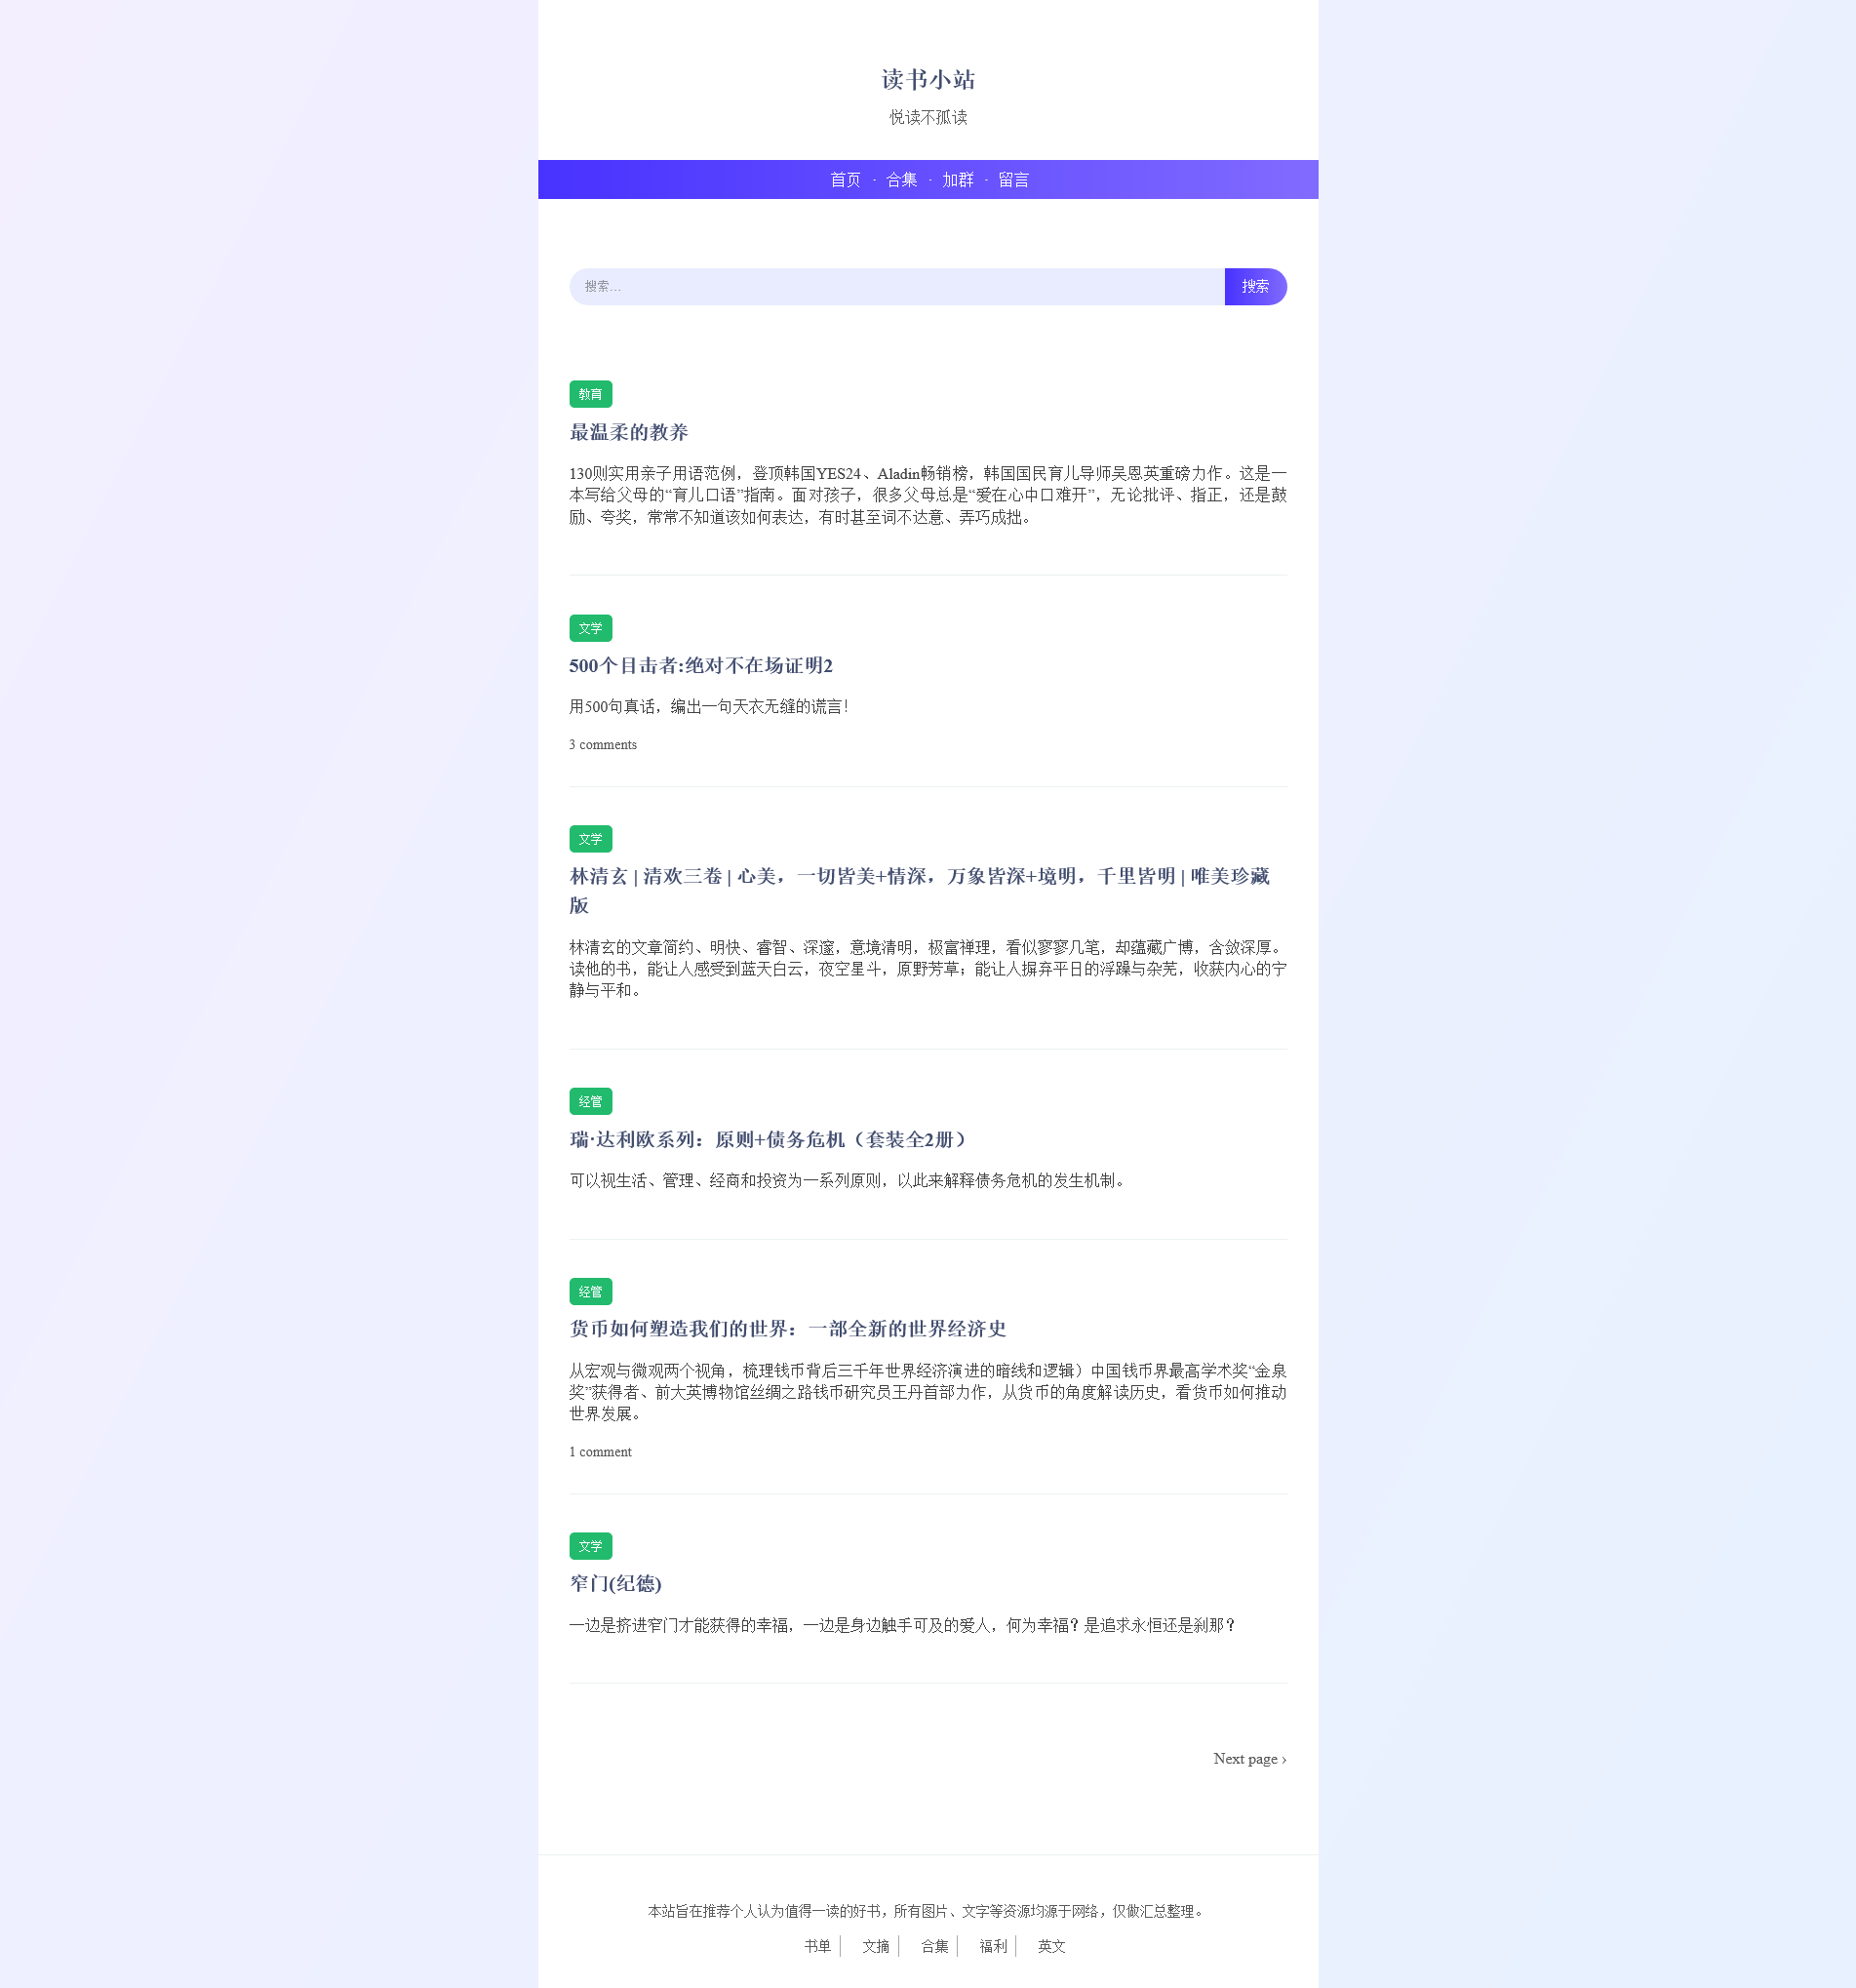 读书小站
悦读不孤读
首页 · 合集 · 加群 · 留言
搜索...
搜索
教育
最温柔的教养
130则实用亲子用语范例，登顶韩国YES24、Aladin畅销榜，韩国国民育儿导师吴恩英重磅力作。这是一
本写给父母的“育儿口语”指南。面对孩子，很多父母总是“爱在心中口难开”，无论批评、指正，还是鼓
励、夸奖，常常不知道该如何表达，有时甚至词不达意、弄巧成拙。
文学
500个目击者:绝对不在场证明2
用500句真话，编出一句天衣无缝的谎言！
3 comments
文学
林清玄 | 清欢三卷 | 心美，一切皆美+情深，万象皆深+境明，千里皆明 | 唯美珍藏
版
林清玄的文章简约、明快、睿智、深邃，意境清明，极富禅理，看似寥寥几笔，却蕴藏广博，含敛深厚。
读他的书，能让人感受到蓝天白云，夜空星斗，原野芳草；能让人摒弃平日的浮躁与杂芜，收获内心的宁
静与平和。
经管
瑞·达利欧系列：原则+债务危机（套装全2册）
可以视生活、管理、经商和投资为一系列原则，以此来解释债务危机的发生机制。
经管
货币如何塑造我们的世界：一部全新的世界经济史
从宏观与微观两个视角，梳理钱币背后三千年世界经济演进的暗线和逻辑）中国钱币界最高学术奖“金泉
奖”获得者、前大英博物馆丝绸之路钱币研究员王丹首部力作，从货币的角度解读历史，看货币如何推动
世界发展。
1 comment
文学
窄门(纪德)
一边是挤进窄门才能获得的幸福，一边是身边触手可及的爱人，何为幸福？是追求永恒还是刹那？
Next page ›
本站旨在推荐个人认为值得一读的好书，所有图片、文字等资源均源于网络，仅做汇总整理。
书单 文摘 合集 福利 英文